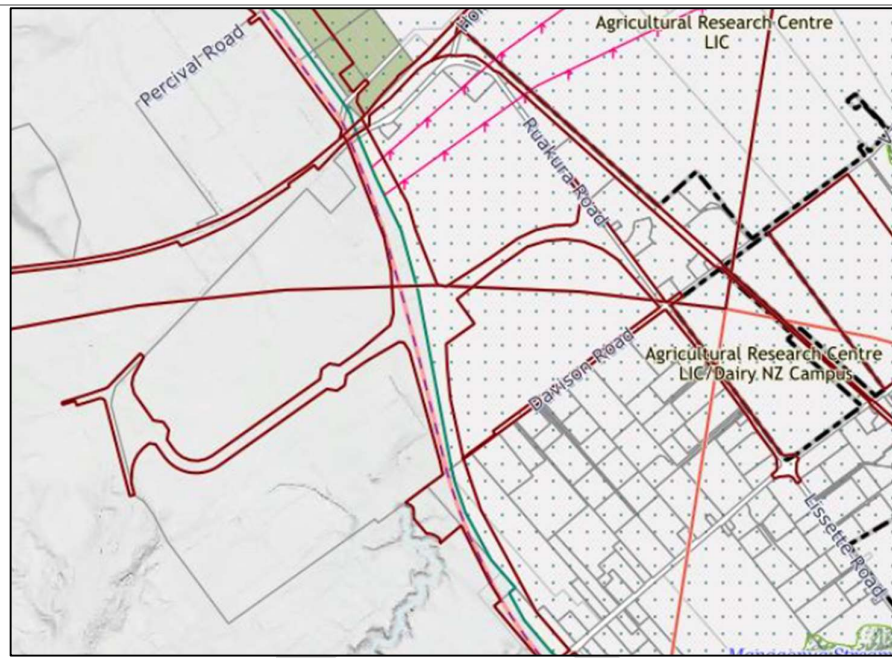 Agricultural Research Centre
LIC
Percival Road
Ruakura Road
Davison Road
Agricultural Research Centre
LIC/Dairy NZ Campus
Lissette Road